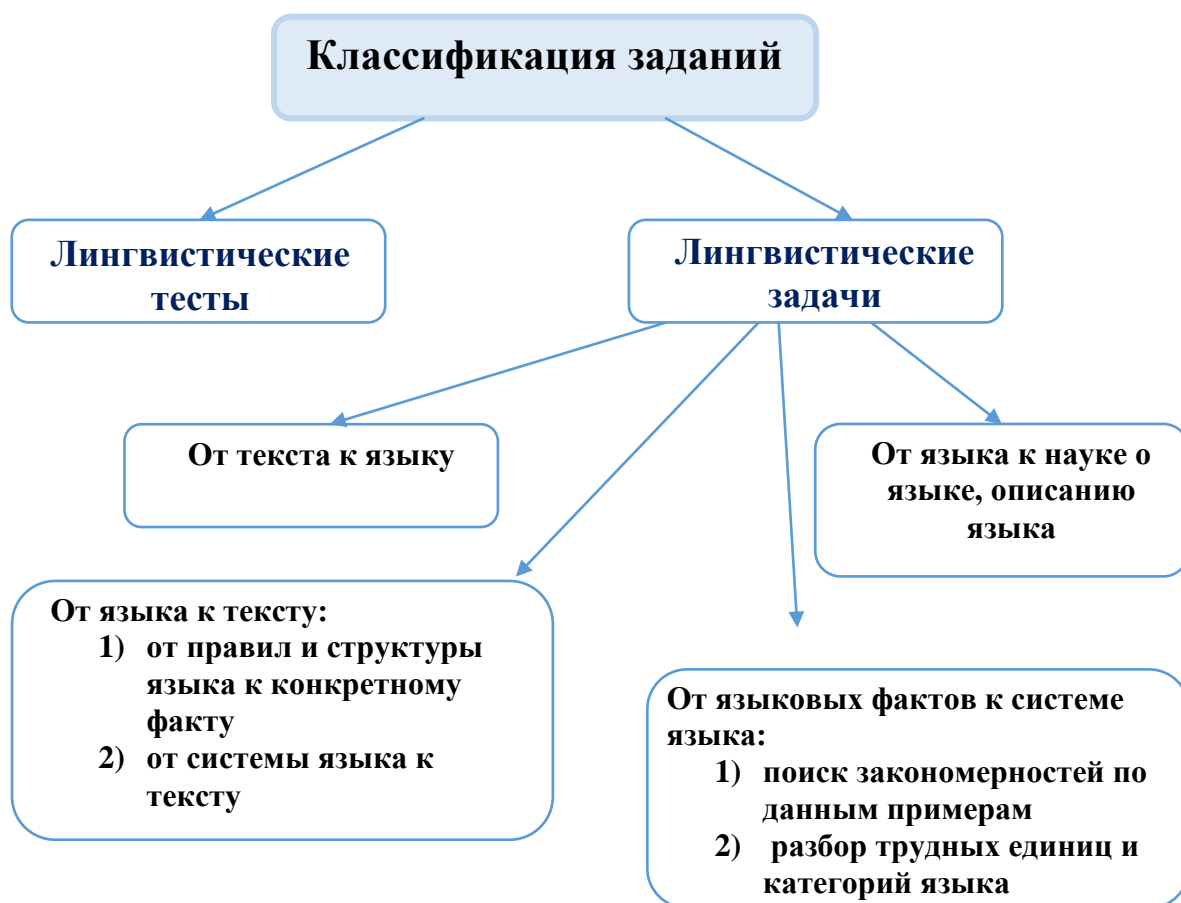 Классификация заданий
Лингвистические
тесты
Лингвистические
задачи
От текста к языку
От языка к науке о
языке, описанию
языка
От языка к тексту:
1) от правил и структуры
языка к конкретному
факту
2) от системы языка к
тексту
От языковых фактов к системе
языка:
1) поиск закономерностей по
данным примерам
2) разбор трудных единиц и
категорий языка